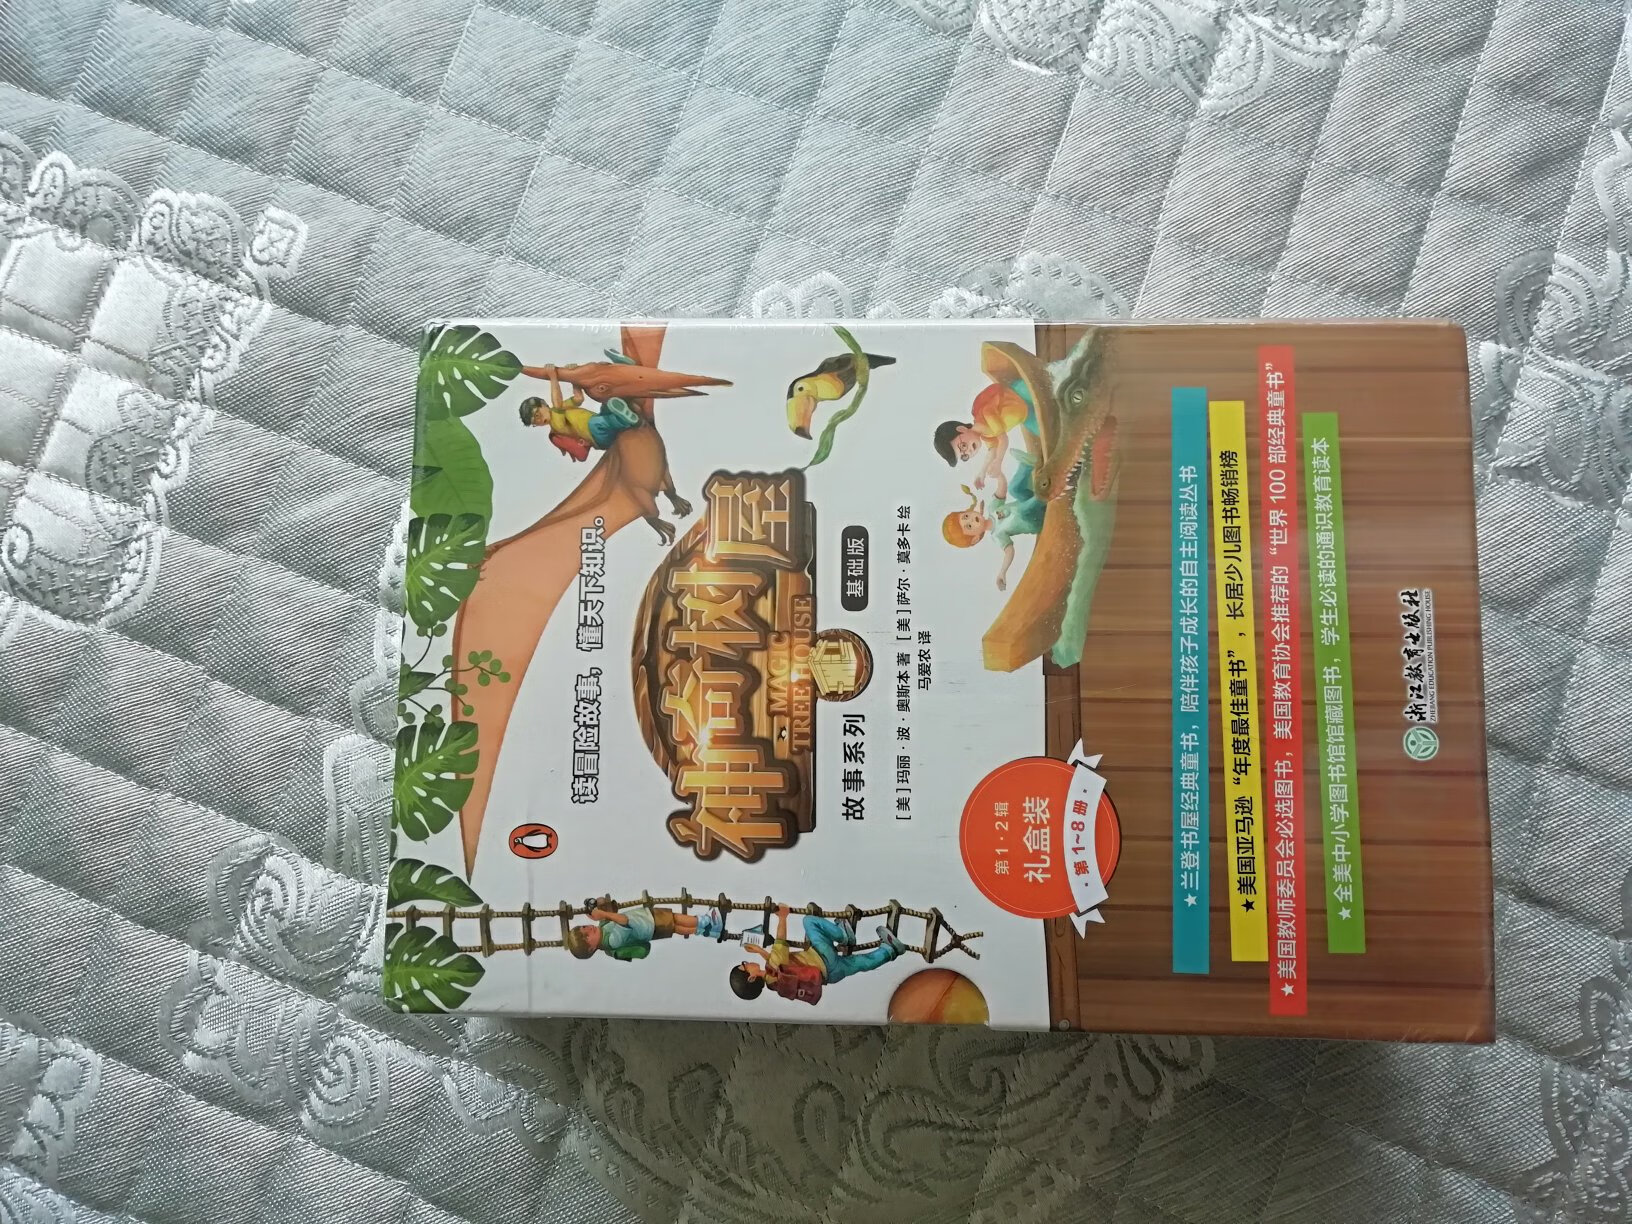 读冒险故事，懂天下知识。
神奇树屋
MAGIC
TREE HOUSE
故事系列
基础版
[美]玛丽·波·奥斯本 著 [美]萨尔·莫多卡 绘
马爱农 译
第1·2辑
礼盒装
·第1~8册·
★兰登书屋经典童书，陪伴孩子成长的自主阅读丛书
★美国亚马逊“年度最佳童书”，长居少儿图书畅销榜
★美国教师委员会必选图书，美国教育协会推荐的“世界100部经典童书”
★全美中小学图书馆馆藏图书，学生必读的通识教育读本
浙江教育出版社
ZHEJIANG EDUCATION PUBLISHING HOUSE